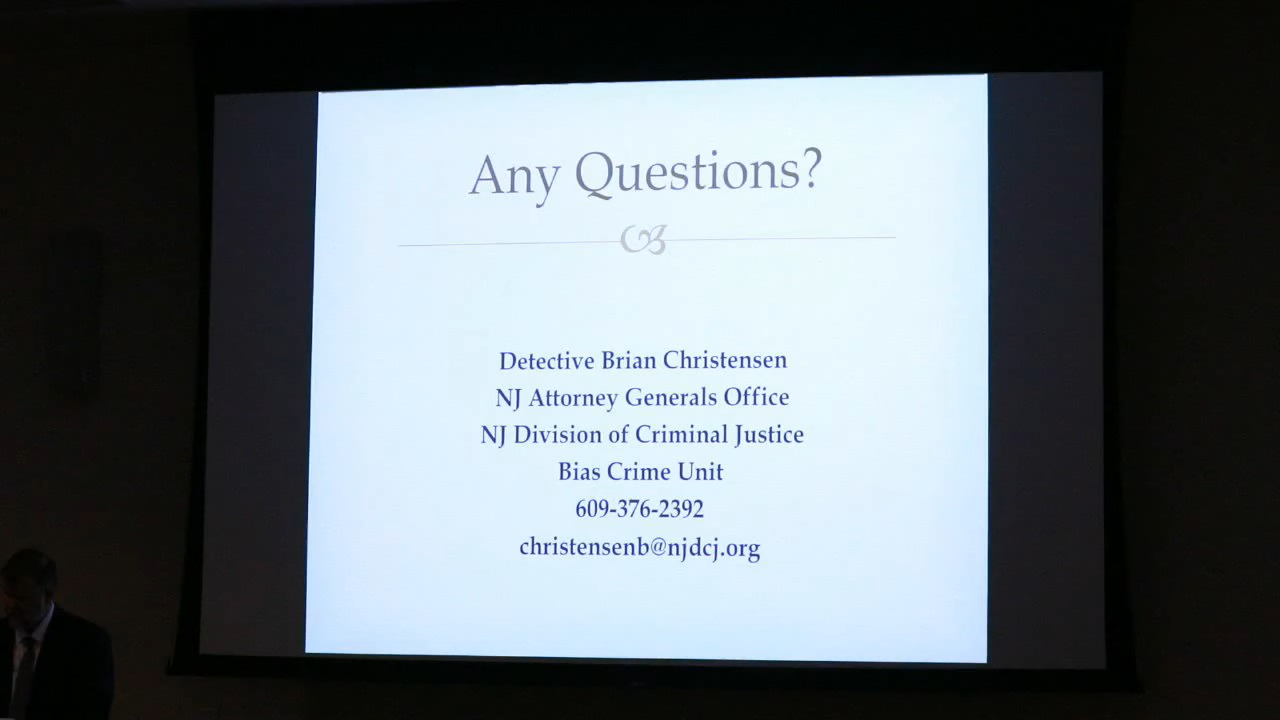 Any Questions?
Detective Brian Christensen
NJ Attorney Generals Office
NJ Division of Criminal Justice
Bias Crime Unit
609-376-2392
christensenb@njdcj.org